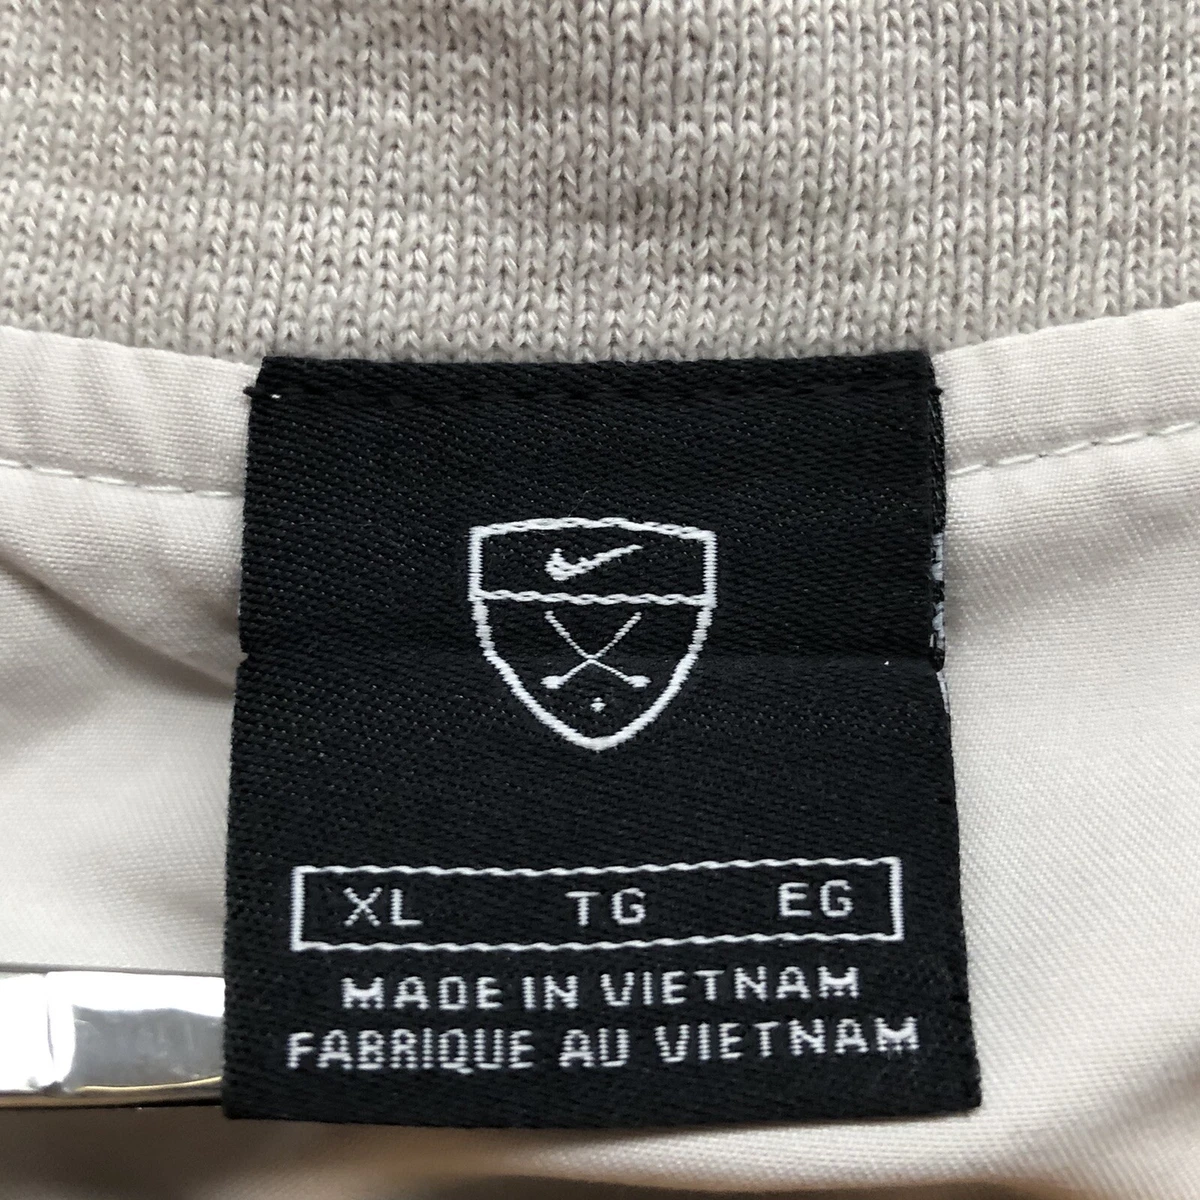 XL TG EG
MADE IN VIETNAM
FABRIQUE AU VIETNAM